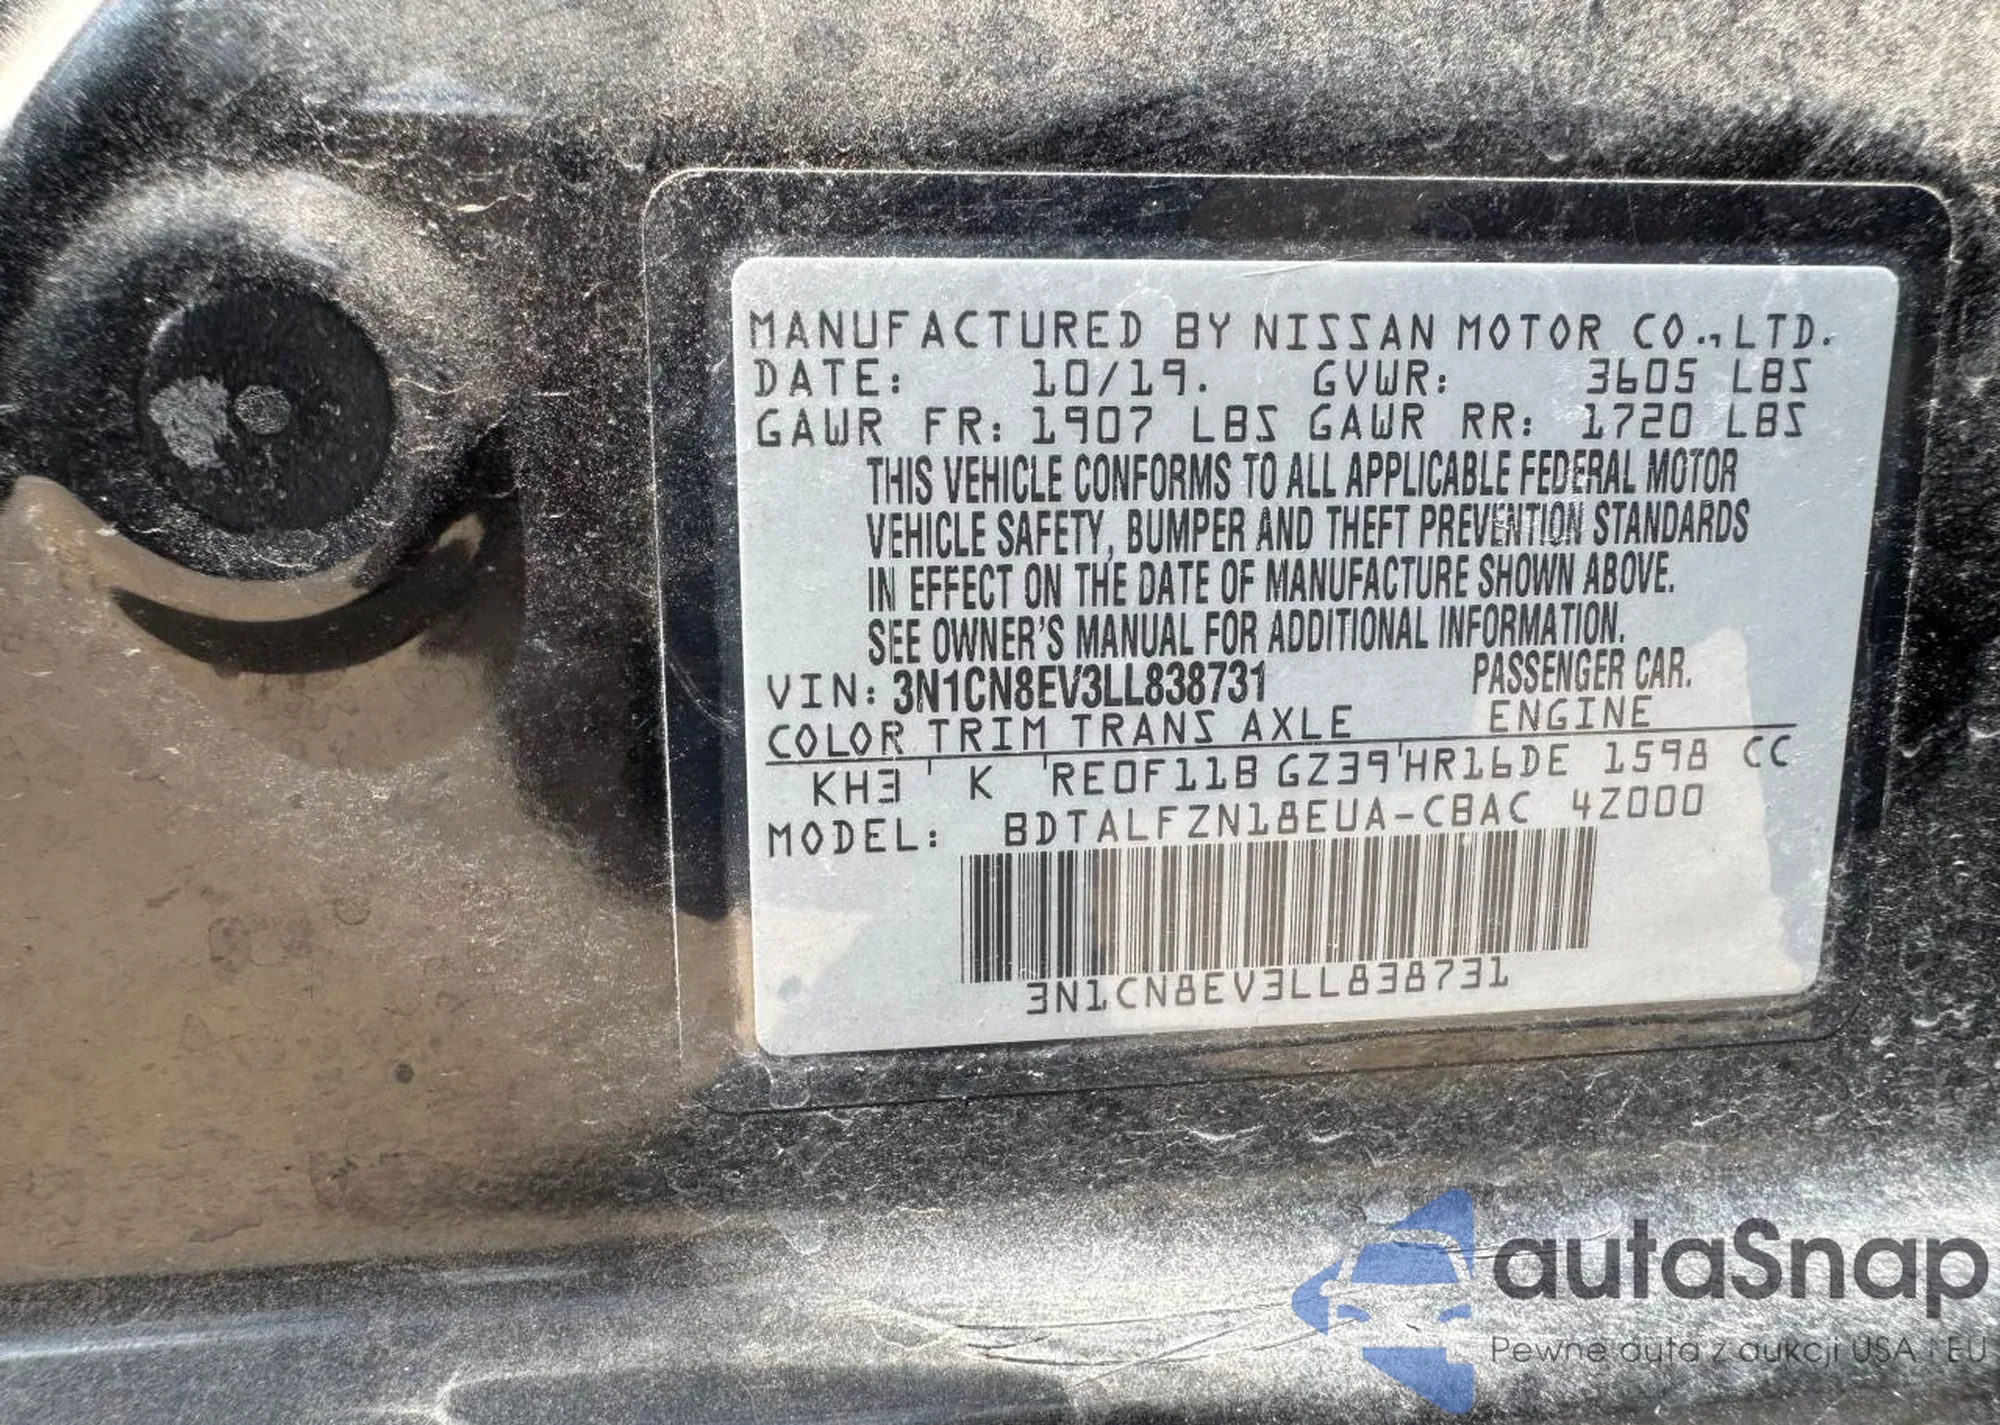 MANUFACTURED BY NISSAN MOTOR CO., LTD.
DATE: 10/19. GVWR: 3605 LBS
GAWR FR: 1907 LBS GAWR RR: 1720 LBS
THIS VEHICLE CONFORMS TO ALL APPLICABLE FEDERAL MOTOR
VEHICLE SAFETY, BUMPER AND THEFT PREVENTION STANDARDS
IN EFFECT ON THE DATE OF MANUFACTURE SHOWN ABOVE.
SEE OWNER'S MANUAL FOR ADDITIONAL INFORMATION.
VIN: 3N1CN8EV3LL838731 PASSENGER CAR.
COLOR TRIM TRANS AXLE ENGINE
KH3 ' K 'RE0F11B GZ39'HR16DE 1598 CC
MODEL: BDTALFZN18EUA-CBAC 4Z000
3N1CN8EV3LL838731
autaSnap
Pewne auta z aukcji USA i EU